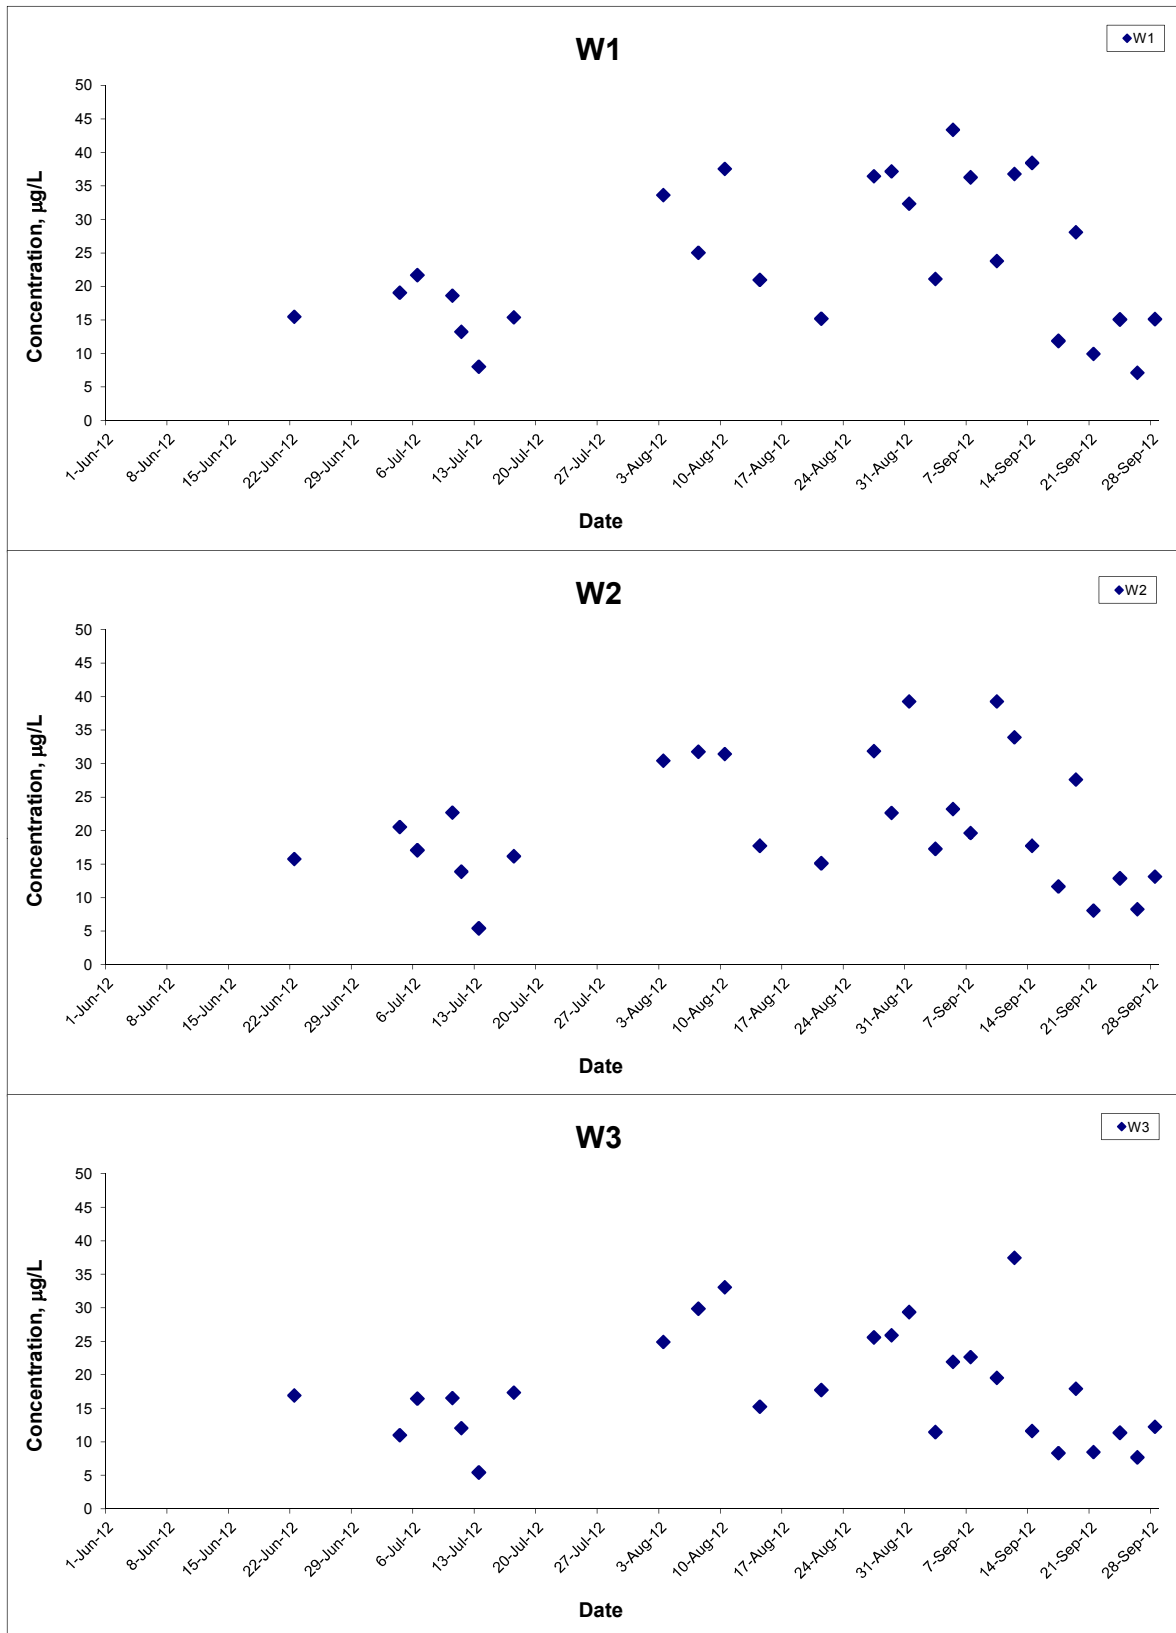 W1
W1
50
45
40
35
30
25
20
15
10
5
0
Concentration, µg/L
1-Jun-12
8-Jun-12
15-Jun-12
22-Jun-12
29-Jun-12
6-Jul-12
13-Jul-12
20-Jul-12
27-Jul-12
3-Aug-12
10-Aug-12
17-Aug-12
24-Aug-12
31-Aug-12
7-Sep-12
14-Sep-12
21-Sep-12
28-Sep-12
Date
W2
W2
50
45
40
35
30
25
20
15
10
5
0
Concentration, µg/L
1-Jun-12
8-Jun-12
15-Jun-12
22-Jun-12
29-Jun-12
6-Jul-12
13-Jul-12
20-Jul-12
27-Jul-12
3-Aug-12
10-Aug-12
17-Aug-12
24-Aug-12
31-Aug-12
7-Sep-12
14-Sep-12
21-Sep-12
28-Sep-12
Date
W3
W3
50
45
40
35
30
25
20
15
10
5
0
Concentration, µg/L
1-Jun-12
8-Jun-12
15-Jun-12
22-Jun-12
29-Jun-12
6-Jul-12
13-Jul-12
20-Jul-12
27-Jul-12
3-Aug-12
10-Aug-12
17-Aug-12
24-Aug-12
31-Aug-12
7-Sep-12
14-Sep-12
21-Sep-12
28-Sep-12
Date